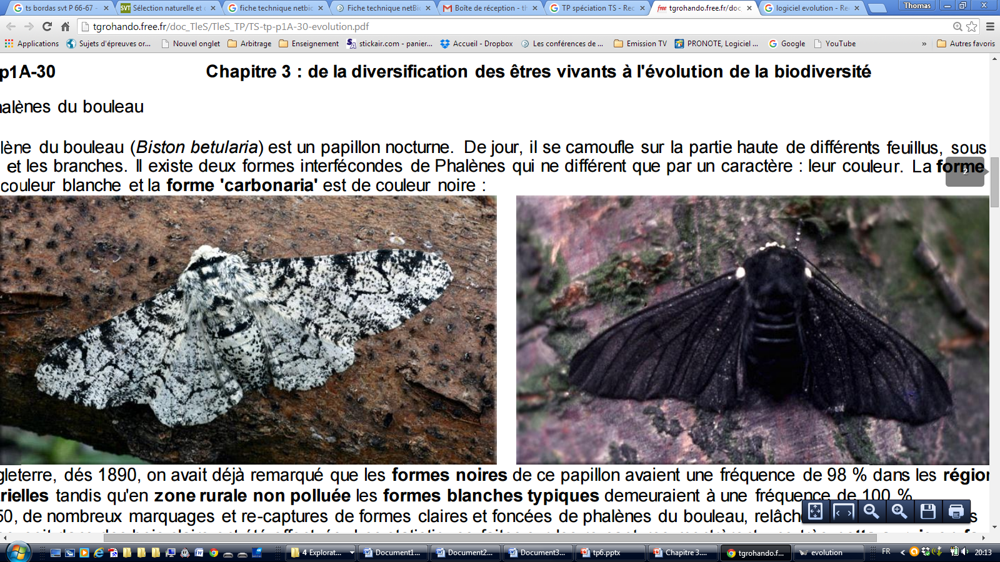 ts bordas svt P 66-67 -
Sélection naturelle et
fiche technique netbio
Fiche technique netBi
Boîte de réception - th
TP spéciation TS - Rec
tgrohando.free.fr/doc_
logiciel evolution - Re
Thomas
tgrohando.free.fr/doc_TleS/TleS_TP/TS-tp-p1A-30-evolution.pdf
Applications
Sujets d'épreuves or...
Nouvel onglet
Arbitrage
Enseignement
stickair.com - panier...
Accueil - Dropbox
Les conférences de ...
Emission TV
PRONOTE, Logiciel ...
Google
YouTube
»
Autres favoris
p1A-30 Chapitre 3 : de la diversification des êtres vivants à l'évolution de la biodiversité
halènes du bouleau
lène du bouleau (Biston betularia) est un papillon nocturne. De jour, il se camoufle sur la partie haute de différents feuillus, sous
et les branches. Il existe deux formes interfécondes de Phalènes qui ne différent que par un caractère : leur couleur. La forme
2
couleur blanche et la forme 'carbonaria' est de couleur noire :
gleterre, dés 1890, on avait déjà remarqué que les formes noires de ce papillon avaient une fréquence de 98 % dans les région
trielles tandis qu'en zone rurale non polluée les formes blanches typiques demeuraient à une fréquence de 100 %
50, de nombreux marquages et re-captures de formes claires et foncées de phalènes du bouleau, relâch
4 Explorat...
Document1...
Document2...
Document3...
tp6.pptx
Chapitre 3....
tgrohando.f...
evolution
FR
20:13